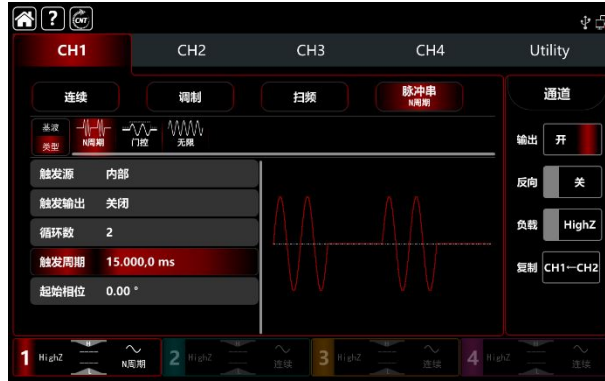 ? CNT
CH1 CH2 CH3 CH4 Utility
连续 调制 扫频 脉冲串 通道
N周期
基波
类型 N周期 门控 无限
输出 开
触发源 内部
反向 关
触发输出 关闭
循环数 2
负载 HighZ
触发周期 15.000,0 ms
复制 CH1←CH2
起始相位 0.00 °
1 HighZ N周期 2 HighZ 连续 3 HighZ 连续 4 HighZ 连续